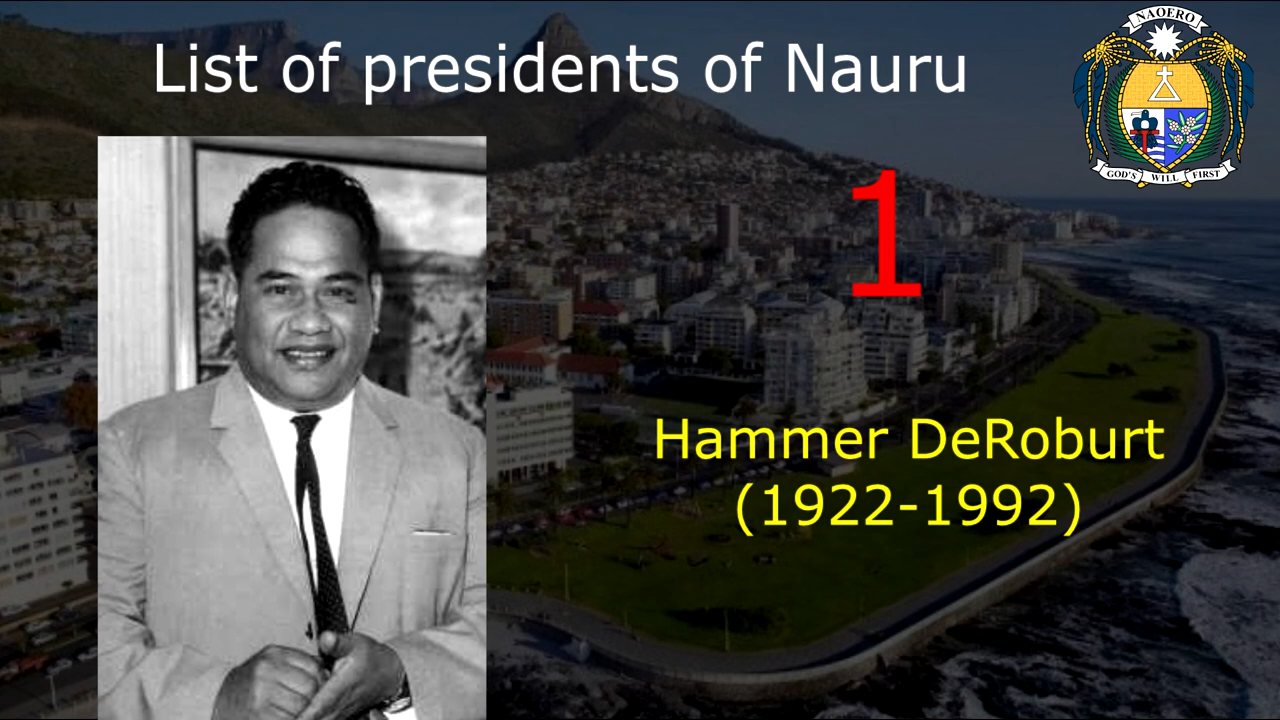 List of presidents of Nauru
NAOERO
GOD'S WILL FIRST
1
Hammer DeRoburt
(1922-1992)